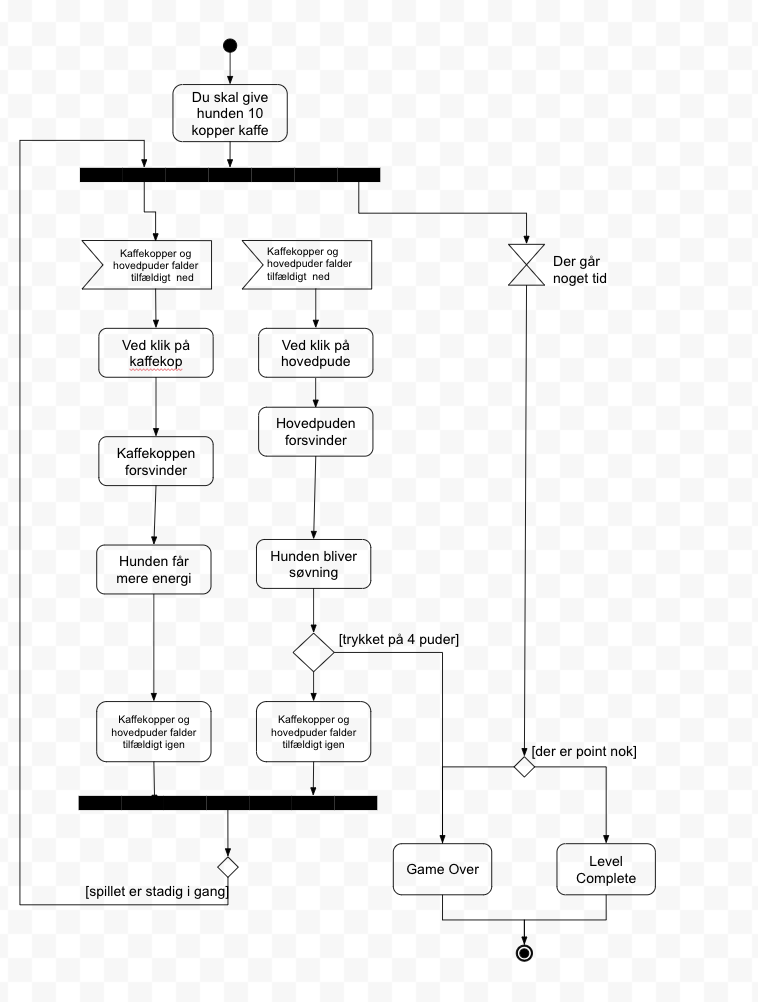 Du skal give
hunden 10
kopper kaffe
Kaffekopper og
hovedpuder falder
tilfældigt ned
Kaffekopper og
hovedpuder falder
tilfældigt ned
Der går
noget tid
Ved klik på
kaffekop
Ved klik på
hovedpude
Hovedpuden
forsvinder
Kaffekoppen
forsvinder
Hunden får
mere energi
Hunden bliver
søvning
[trykket på 4 puder]
Kaffekopper og
hovedpuder falder
tilfældigt igen
Kaffekopper og
hovedpuder falder
tilfældigt igen
[der er point nok]
Game Over
Level
Complete
[spillet er stadig i gang]